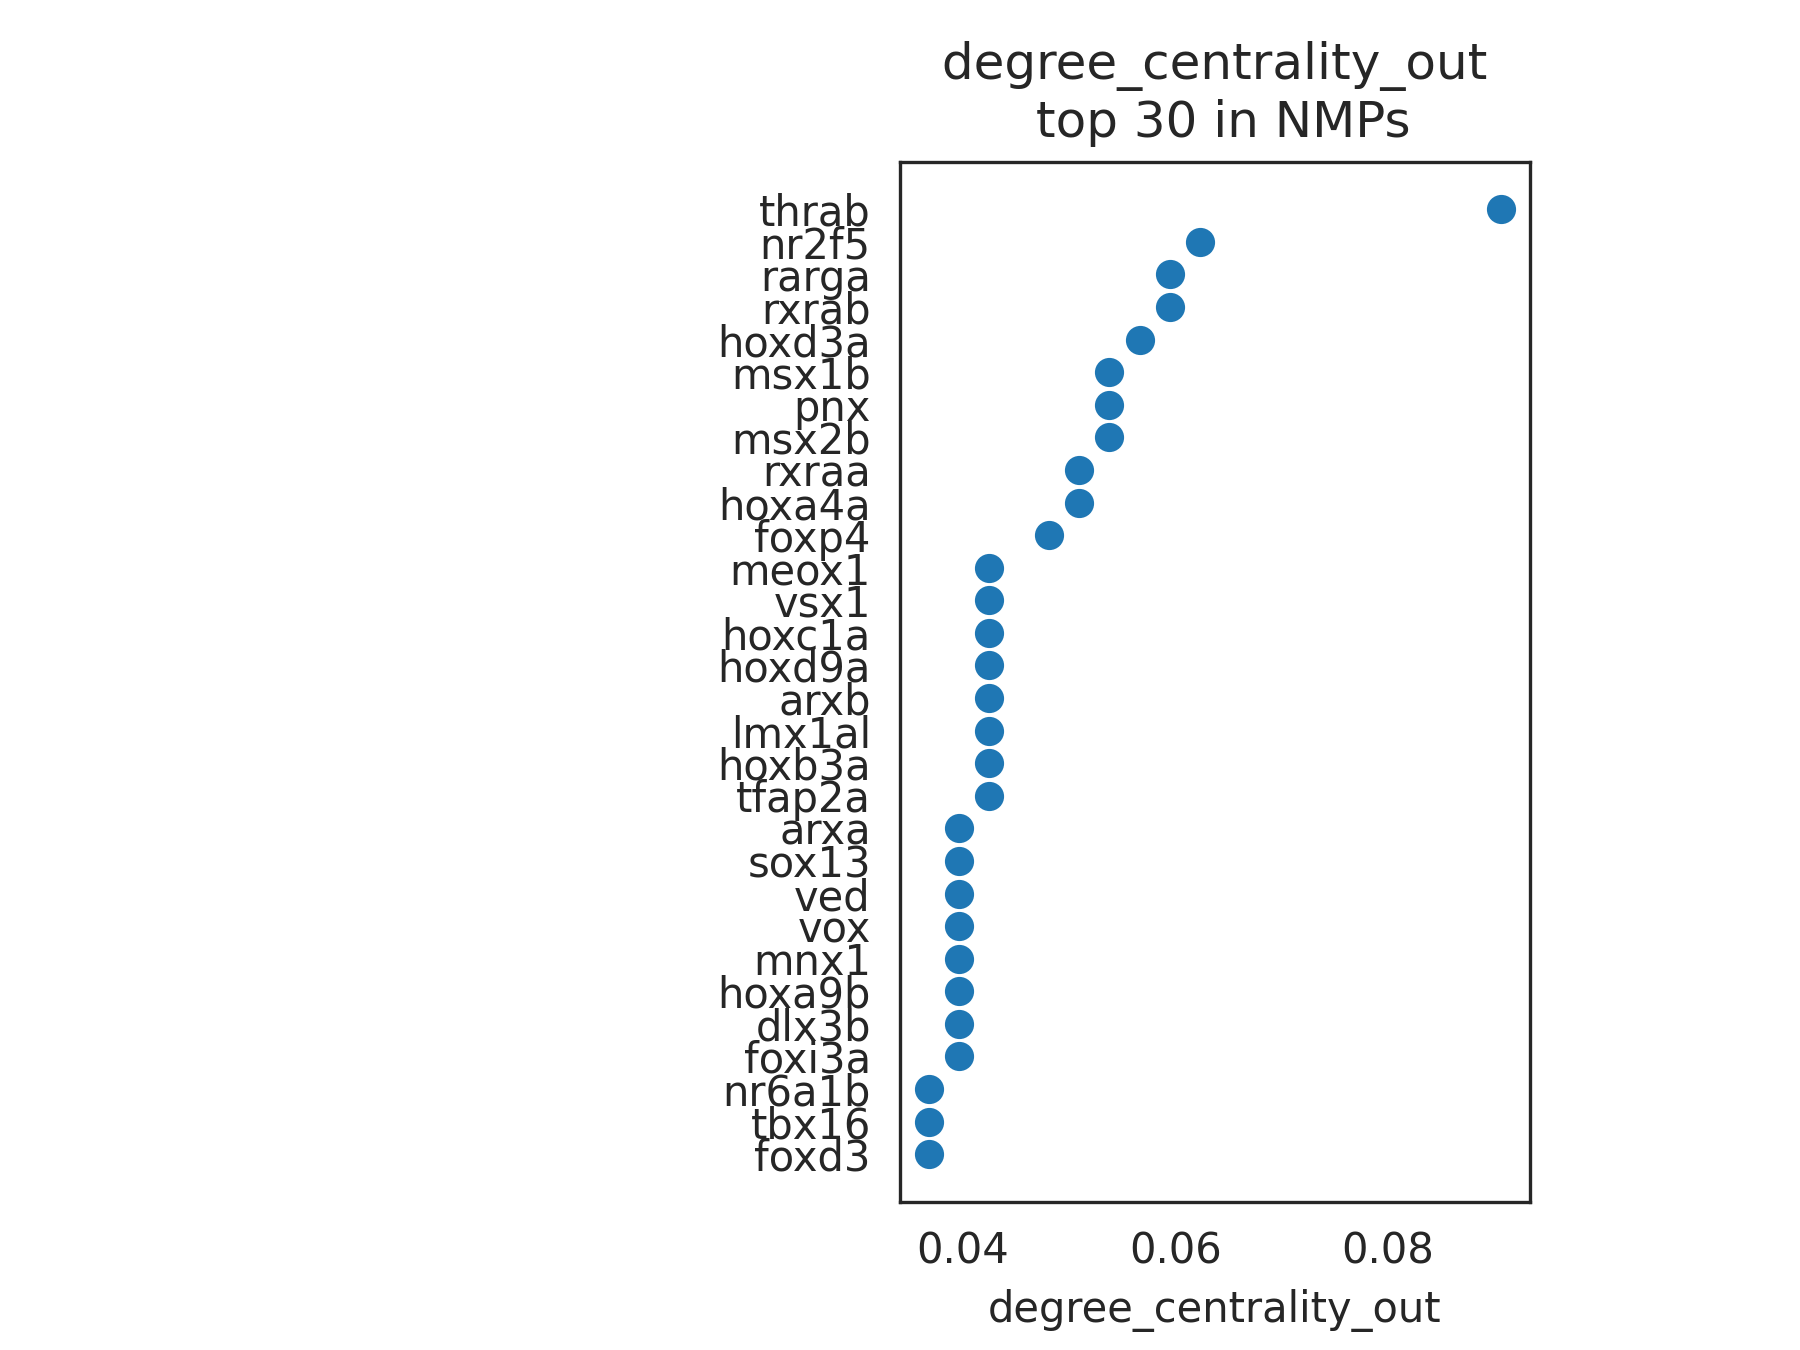 degree_centrality_out
top 30 in NMPs
thrab
nr2f5
rarga
rxrab
hoxd3a
msx1b
pnx
msx2b
rxraa
hoxa4a
foxp4
meox1
vsx1
hoxc1a
hoxd9a
arxb
lmx1al
hoxb3a
tfap2a
arxa
sox13
ved
vox
mnx1
hoxa9b
dlx3b
foxi3a
nr6a1b
tbx16
foxd3
0.04 0.06 0.08
degree_centrality_out